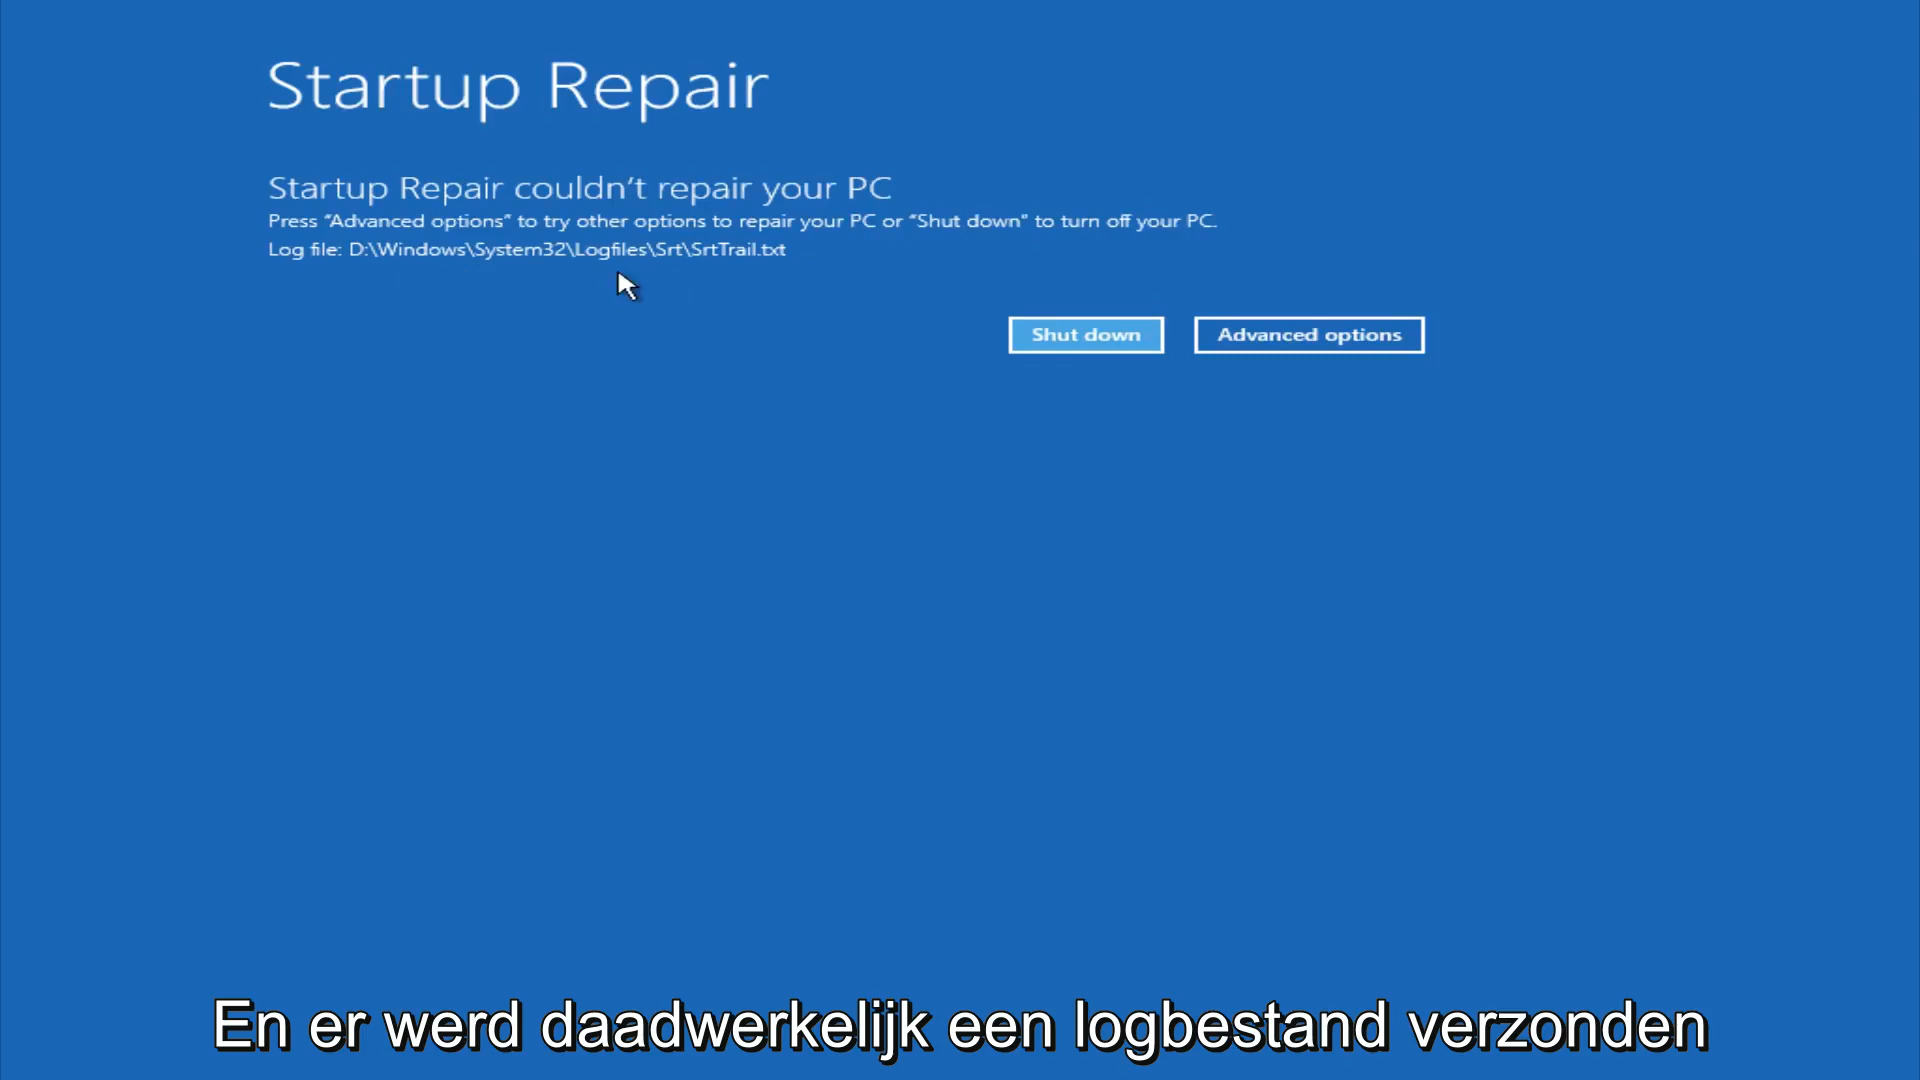 Startup Repair
Startup Repair couldn't repair your PC
Press “Advanced options” to try other options to repair your PC or “Shut down” to turn off your PC.
Log file: D:\Windows\System32\Logfiles\Srt\SrtTrail.txt
Shut down
Advanced options
En er werd daadwerkelijk een logbestand verzonden